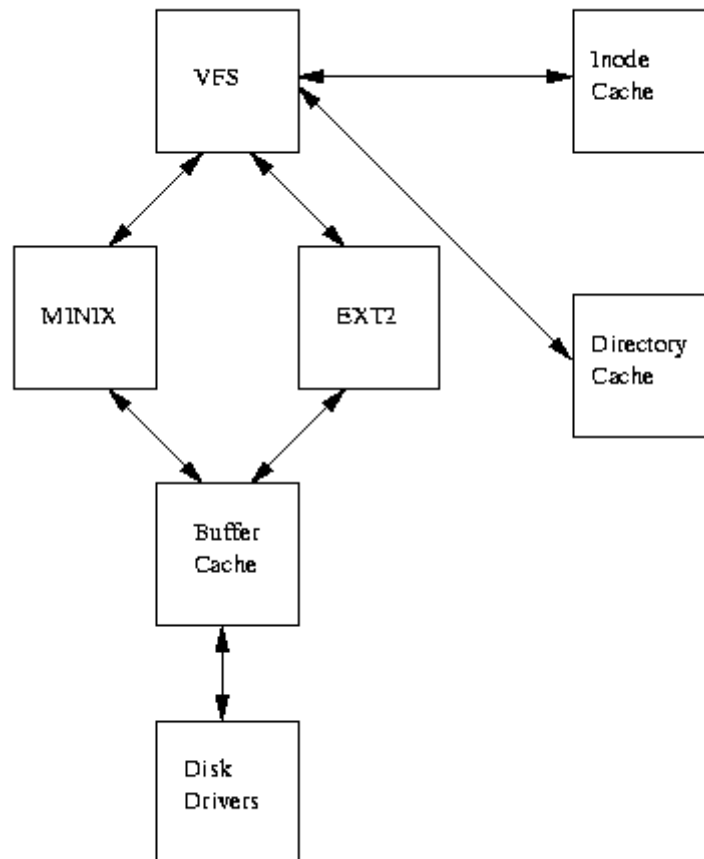 VFS
Inode
Cache
MINIX
EXT2
Directory
Cache
Buffer
Cache
Disk
Drivers